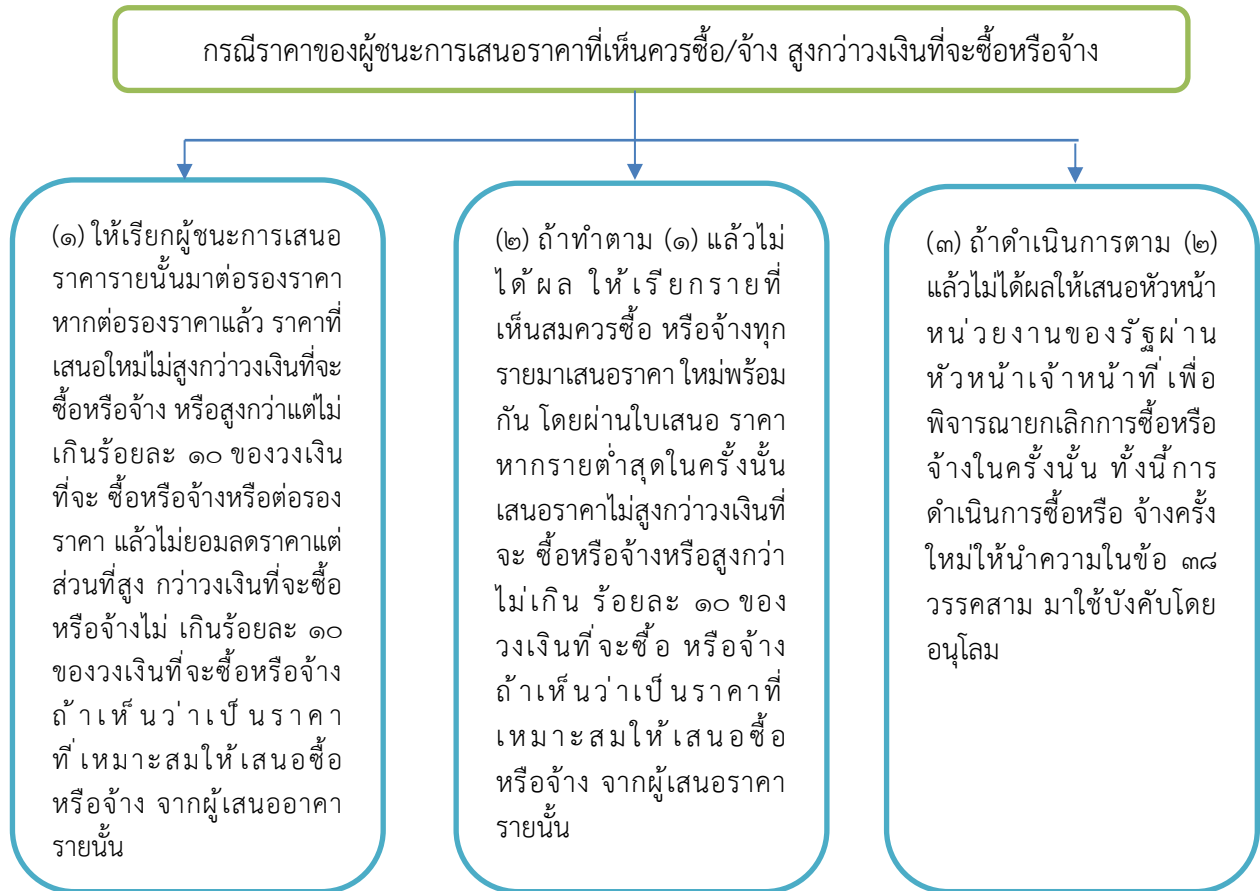 กรณีราคาของผู้ชนะการเสนอราคาที่เห็นควรซื้อ/จ้าง สูงกว่าวงเงินที่จะซื้อหรือจ้าง
(๑) ให้เรียกผู้ชนะการเสนอ
ราคารายนั้นมาต่อรองราคา
หากต่อรองราคาแล้ว ราคาที่
เสนอใหม่ไม่สูงกว่าวงเงินที่จะ
ซื้อหรือจ้าง หรือสูงกว่าแต่ไม่
เกินร้อยละ ๑๐ ของวงเงิน
ที่จะ ซื้อหรือจ้างหรือต่อรอง
ราคา แล้วไม่ยอมลดราคาแต่
ส่วนที่สูง กว่าวงเงินที่จะซื้อ
หรือจ้างไม่ เกินร้อยละ ๑๐
ของวงเงินที่จะซื้อหรือจ้าง
ถ้าเห็นว่าเป็นราคา
ที่เหมาะสมให้เสนอซื้อ
หรือจ้าง จากผู้เสนออาคา
รายนั้น
(๒) ถ้าทำตาม (๑) แล้วไม่
ได้ผล ให้เรียกรายที่
เห็นสมควรซื้อ หรือจ้างทุก
รายมาเสนอราคา ใหม่พร้อม
กัน โดยผ่านใบเสนอ ราคา
หากรายต่ำสุดในครั้งนั้น
เสนอราคาไม่สูงกว่าวงเงินที่
จะ ซื้อหรือจ้างหรือสูงกว่า
ไม่เกิน ร้อยละ ๑๐ ของ
วงเงินที่จะซื้อ หรือจ้าง
ถ้าเห็นว่าเป็นราคาที่
เหมาะสมให้เสนอซื้อ
หรือจ้าง จากผู้เสนอราคา
รายนั้น
(๓) ถ้าดำเนินการตาม (๒)
แล้วไม่ได้ผลให้เสนอหัวหน้า
หน่วยงานของรัฐผ่าน
หัวหน้าเจ้าหน้าที่เพื่อ
พิจารณายกเลิกการซื้อหรือ
จ้างในครั้งนั้น ทั้งนี้การ
ดำเนินการซื้อหรือ จ้างครั้ง
ใหม่ให้นำความในข้อ ๓๘
วรรคสาม มาใช้บังคับโดย
อนุโลม